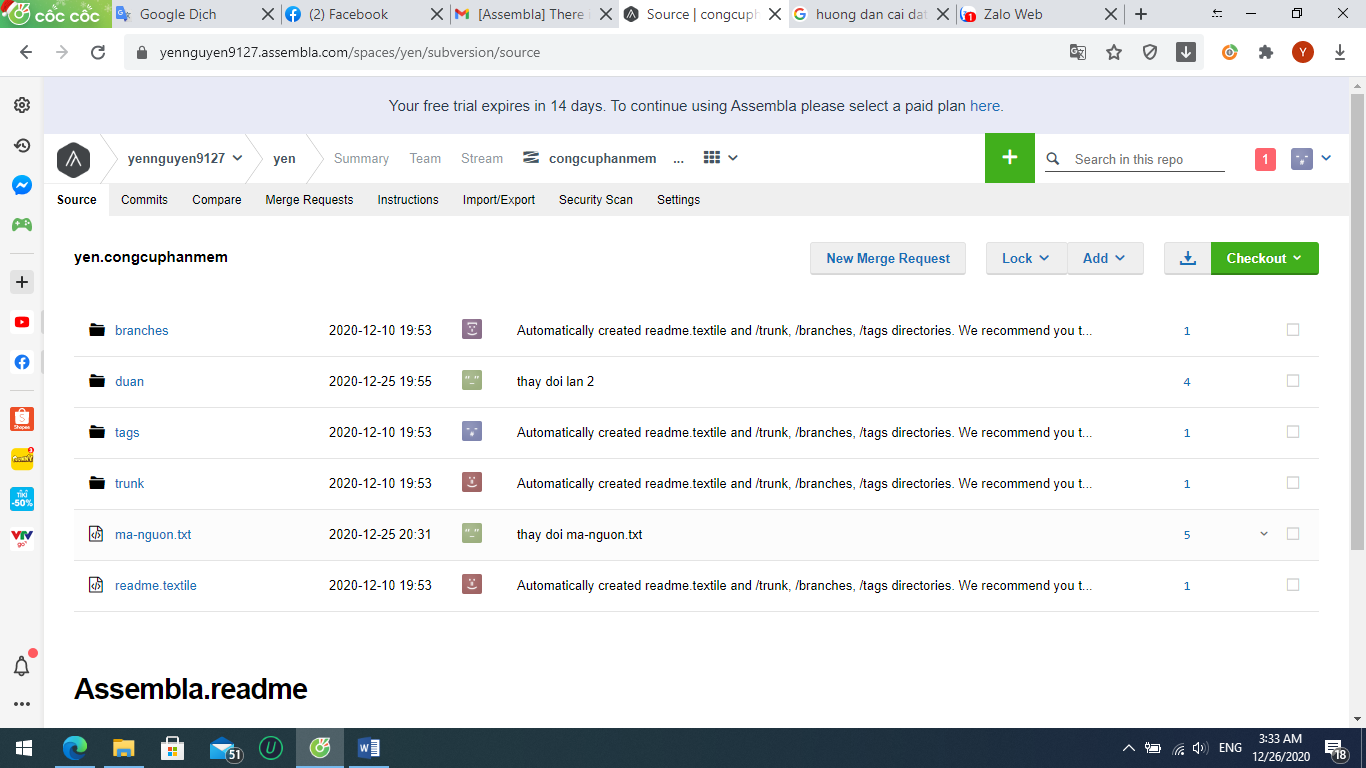 cốc cốc Google Dịch (2) Facebook [Assembla] There Source | congcuph huong dan cai dat Zalo Web
yennguyen9127.assembla.com/spaces/yen/subversion/source Y
Your free trial expires in 14 days. To continue using Assembla please select a paid plan here.
yennguyen9127 yen Summary Team Stream congcuphanmem ... + Search in this repo 1
Source Commits Compare Merge Requests Instructions Import/Export Security Scan Settings
yen.congcuphanmem New Merge Request Lock Add Checkout
branches 2020-12-10 19:53 Automatically created readme.textile and /trunk, /branches, /tags directories. We recommend you t... 1
duan 2020-12-25 19:55 thay doi lan 2 4
tags 2020-12-10 19:53 Automatically created readme.textile and /trunk, /branches, /tags directories. We recommend you t... 1
trunk 2020-12-10 19:53 Automatically created readme.textile and /trunk, /branches, /tags directories. We recommend you t... 1
ma-nguon.txt 2020-12-25 20:31 thay doi ma-nguon.txt 5
readme.textile 2020-12-10 19:53 Automatically created readme.textile and /trunk, /branches, /tags directories. We recommend you t... 1
Shopee
TIKI
-50%
VTV
go
Assembla.readme
51
ENG
3:33 AM
12/26/2020
18